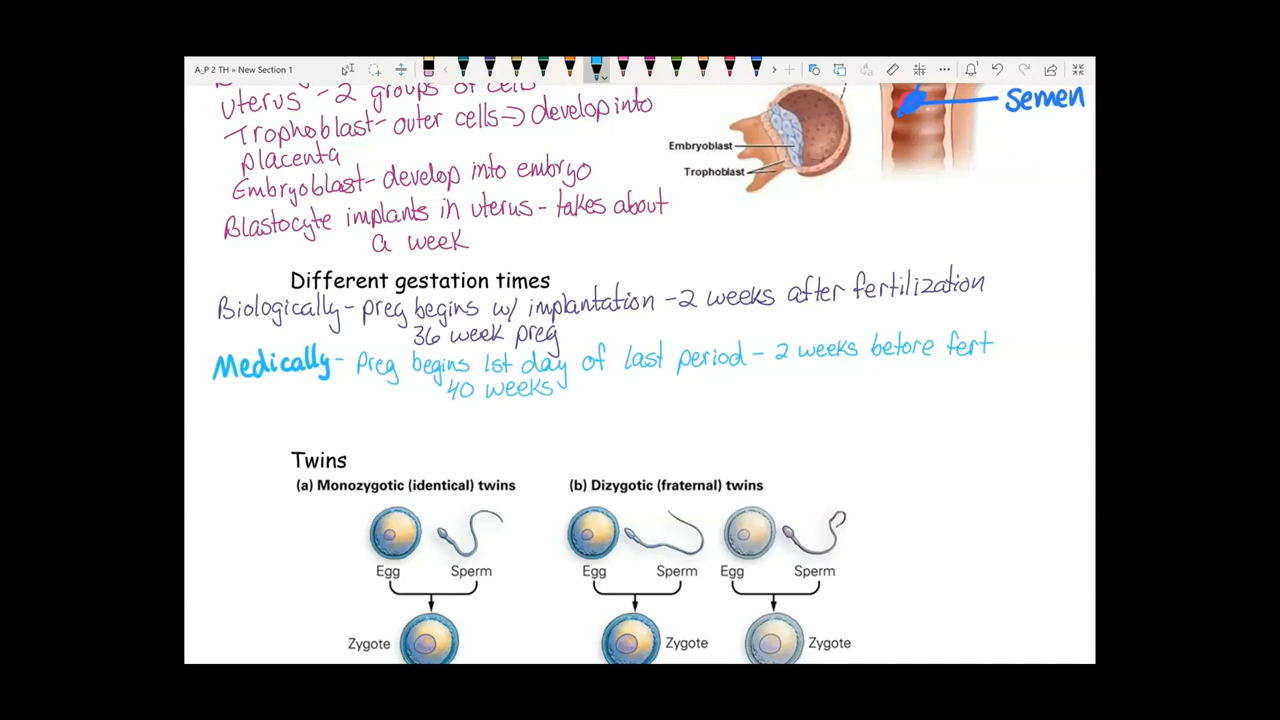 A_P 2 TH » New Section 1
uterus - 2 groups of cells
Trophoblast - outer cells → develop into
placenta
Embryoblast - develop into embryo
Blastocyte implants in uterus - takes about
a week
semen
Embryoblast
Trophoblast
Different gestation times
Biologically - preg begins w/ implantation - 2 weeks after fertilization
36 week preg
Medically - Preg begins 1st day of last period - 2 weeks before fert
40 weeks
Twins
(a) Monozygotic (identical) twins
(b) Dizygotic (fraternal) twins
Egg Sperm
Egg Sperm Egg Sperm
Zygote
Zygote Zygote